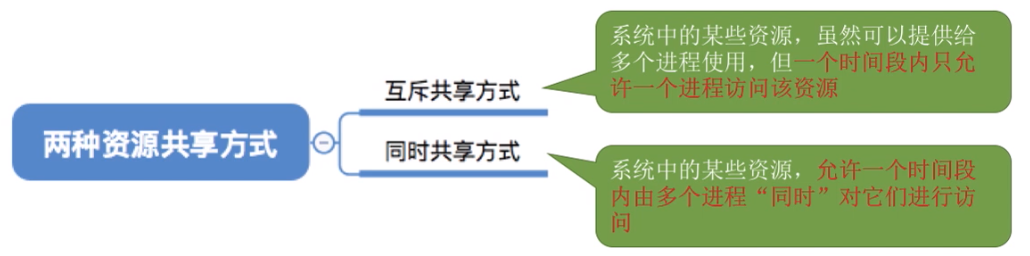 两种资源共享方式
互斥共享方式
系统中的某些资源，虽然可以提供给
多个进程使用，但一个时间段内只允
许一个进程访问该资源
同时共享方式
系统中的某些资源，允许一个时间段
内由多个进程“同时”对它们进行访
问